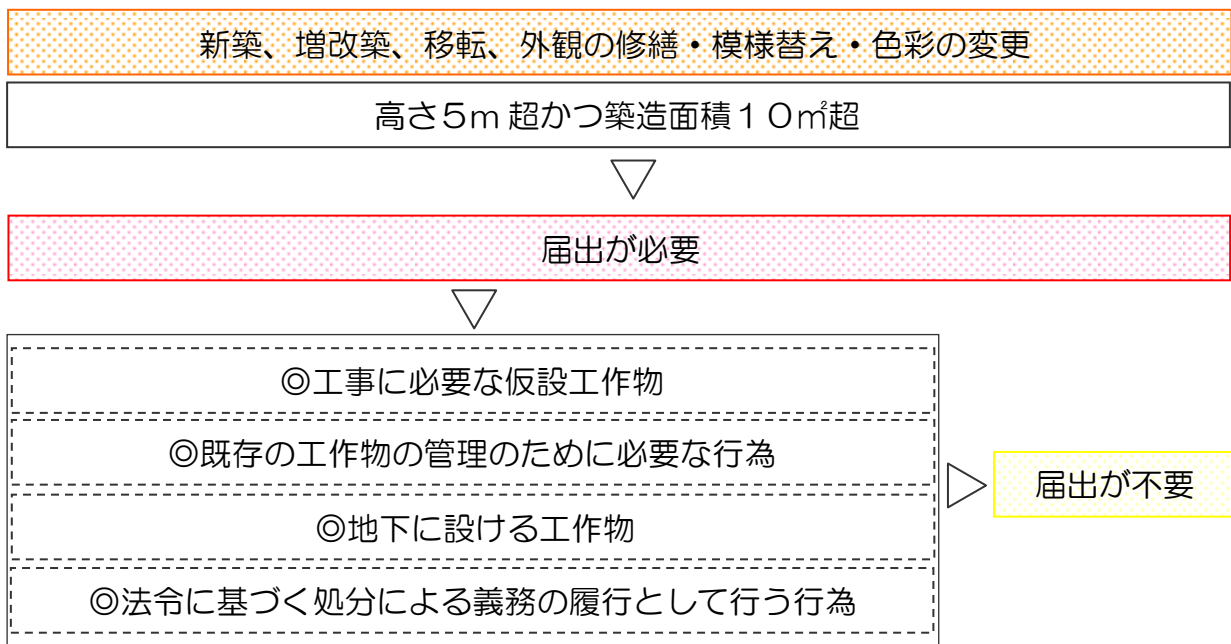 新築、増改築、移転、外観の修繕・模様替え・色彩の変更
高さ5m 超かつ築造面積10㎡超
届出が必要
◎工事に必要な仮設工作物
◎既存の工作物の管理のために必要な行為
◎地下に設ける工作物
◎法令に基づく処分による義務の履行として行う行為
届出が不要